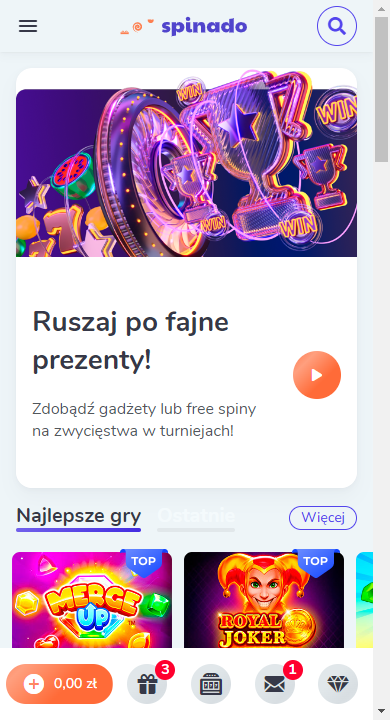 spinado
WIN
WIN
WIN
WIN
Ruszaj po fajne
prezenty!
Zdobądź gadżety lub free spiny
na zwycięstwa w turniejach!
Najlepsze gry
Ostatnie
Więcej
TOP
TOP
MERGE
UP
TM
ROYAL
JOKER
0,00 zł
3
1